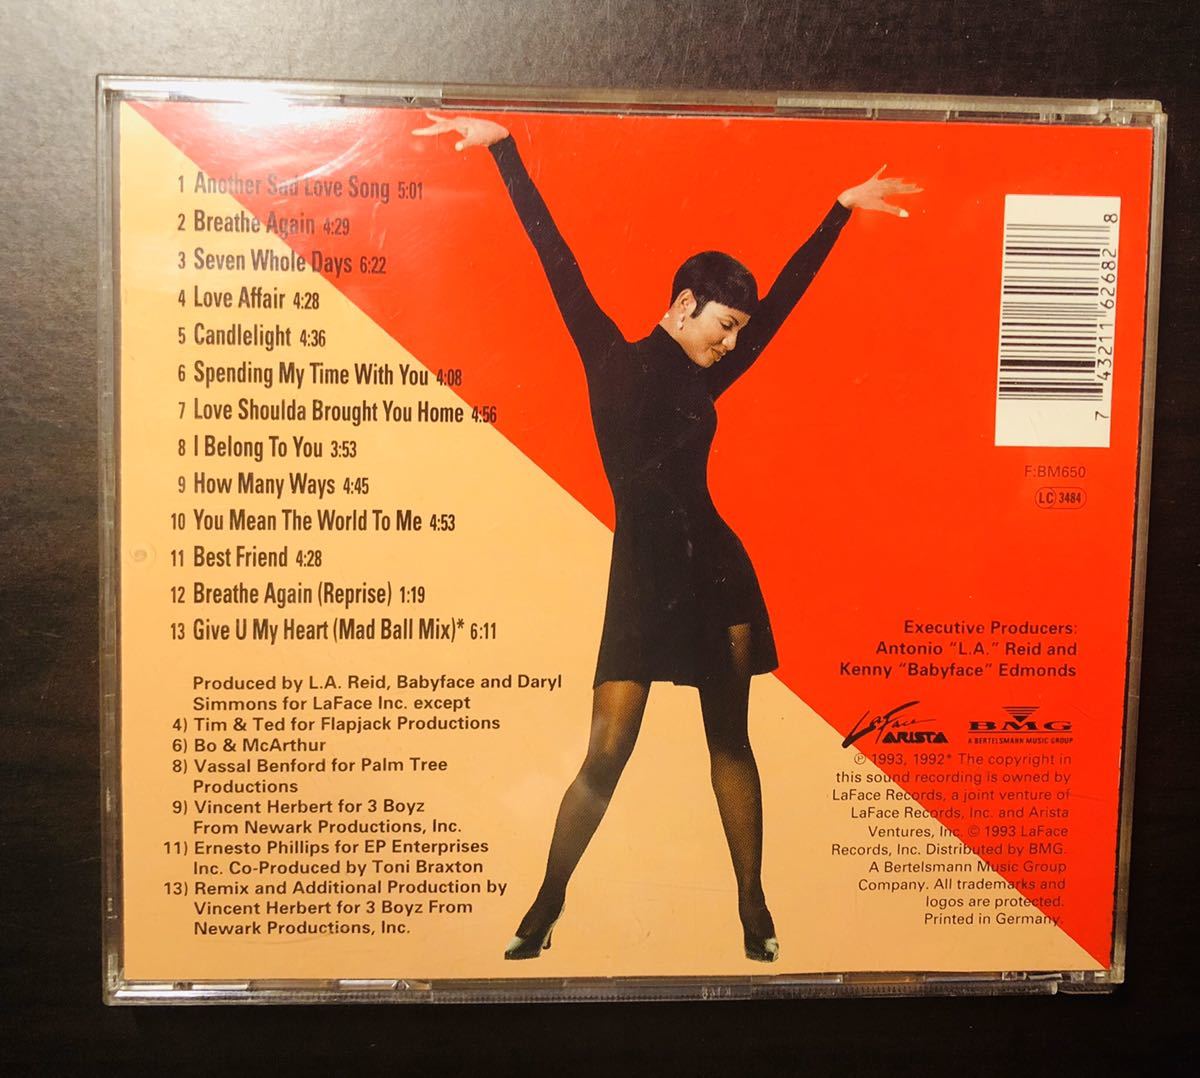 1 Another Sad Love Song 5:01
2 Breathe Again 4:29
3 Seven Whole Days 6:22
4 Love Affair 4:28
5 Candlelight 4:36
6 Spending My Time With You 4:08
7 Love Shoulda Brought You Home 4:56
8 I Belong To You 3:53
9 How Many Ways 4:45
10 You Mean The World To Me 4:53
11 Best Friend 4:28
12 Breathe Again (Reprise) 1:19
13 Give U My Heart (Mad Ball Mix)* 6:11
Produced by L.A. Reid, Babyface and Daryl
Simmons for LaFace Inc. except
4) Tim & Ted for Flapjack Productions
6) Bo & McArthur
8) Vassal Benford for Palm Tree
Productions
9) Vincent Herbert for 3 Boyz
From Newark Productions, Inc.
11) Ernesto Phillips for EP Enterprises
Inc. Co-Produced by Toni Braxton
13) Remix and Additional Production by
Vincent Herbert for 3 Boyz From
Newark Productions, Inc.
7 43211 62682 8
F:BM650
LC 3484
Executive Producers:
Antonio "L.A." Reid and
Kenny "Babyface" Edmonds
LaFace
ARISTA
BMG
A BERTELSMANN MUSIC GROUP
℗ 1993, 1992* The copyright in
this sound recording is owned by
LaFace Records, a joint venture of
LaFace Records, Inc. and Arista
Ventures, Inc. © 1993 LaFace
Records, Inc. Distributed by BMG.
A Bertelsmann Music Group
Company. All trademarks and
logos are protected.
Printed in Germany.